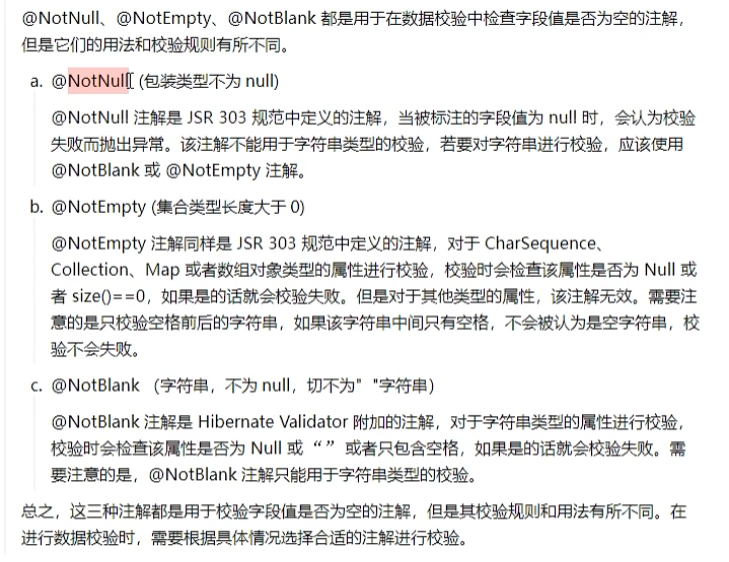 @NotNull、@NotEmpty、@NotBlank 都是用于在数据校验中检查字段值是否为空的注解，
但是它们的用法和校验规则有所不同。
a. @NotNull (包装类型不为 null)
@NotNull 注解是 JSR 303 规范中定义的注解，当被标注的字段值为 null 时，会认为校验
失败而抛出异常。该注解不能用于字符串类型的校验，若要对字符串进行校验，应该使用
@NotBlank 或 @NotEmpty 注解。
b. @NotEmpty (集合类型长度大于 0)
@NotEmpty 注解同样是 JSR 303 规范中定义的注解，对于 CharSequence、
Collection、Map 或者数组对象类型的属性进行校验，校验时会检查该属性是否为 Null 或
者 size()==0，如果是的话就会校验失败。但是对于其他类型的属性，该注解无效。需要注
意的是只校验空格前后的字符串，如果该字符串中间只有空格，不会被认为是空字符串，校
验不会失败。
c. @NotBlank （字符串，不为 null，切不为" "字符串）
@NotBlank 注解是 Hibernate Validator 附加的注解，对于字符串类型的属性进行校验，
校验时会检查该属性是否为 Null 或 “” 或者只包含空格，如果是的话就会校验失败。需
要注意的是，@NotBlank 注解只能用于字符串类型的校验。
总之，这三种注解都是用于校验字段值是否为空的注解，但是其校验规则和用法有所不同。在
进行数据校验时，需要根据具体情况选择合适的注解进行校验。